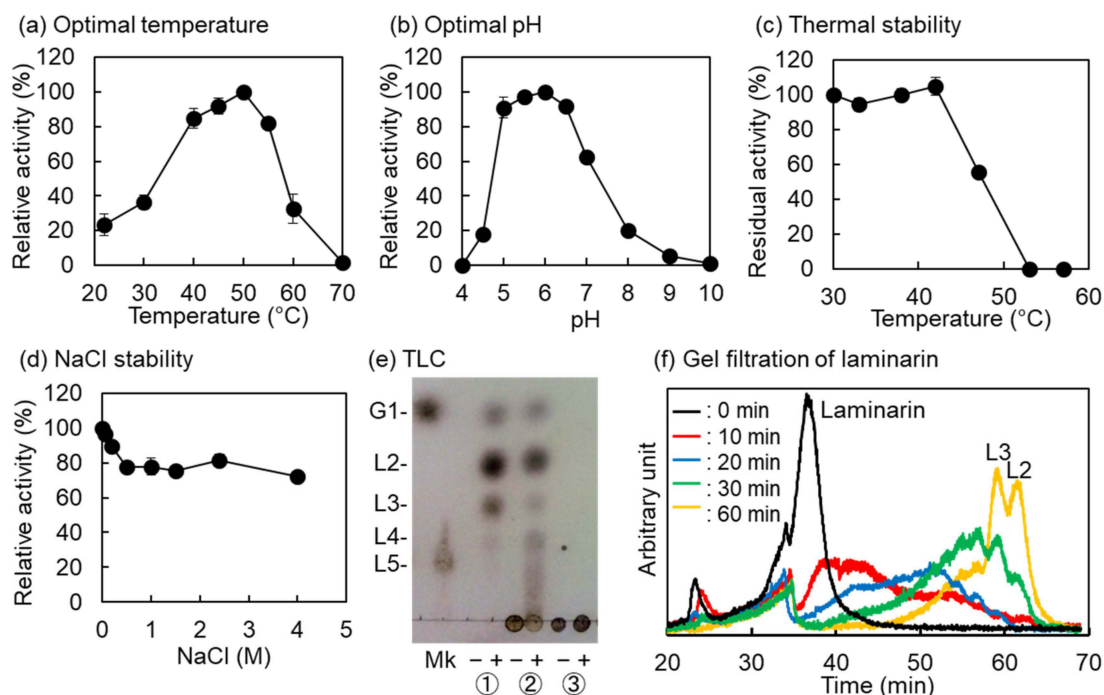 (a) Optimal temperature
Relative activity (%)
120
100
80
60
40
20
0
20 30 40 50 60 70
Temperature (°C)
(b) Optimal pH
Relative activity (%)
120
100
80
60
40
20
0
4 5 6 7 8 9 10
pH
(c) Thermal stability
Residual activity (%)
120
100
80
60
40
20
0
30 40 50 60
Temperature (°C)
(d) NaCl stability
Relative activity (%)
120
100
80
60
40
20
0
0 1 2 3 4 5
NaCl (M)
(e) TLC
G1-
L2-
L3-
L4-
L5-
Mk − + − + − +
① ② ③
(f) Gel filtration of laminarin
Arbitrary unit
: 0 min
: 10 min
: 20 min
: 30 min
: 60 min
Laminarin
L3
L2
20 30 40 50 60 70
Time (min)